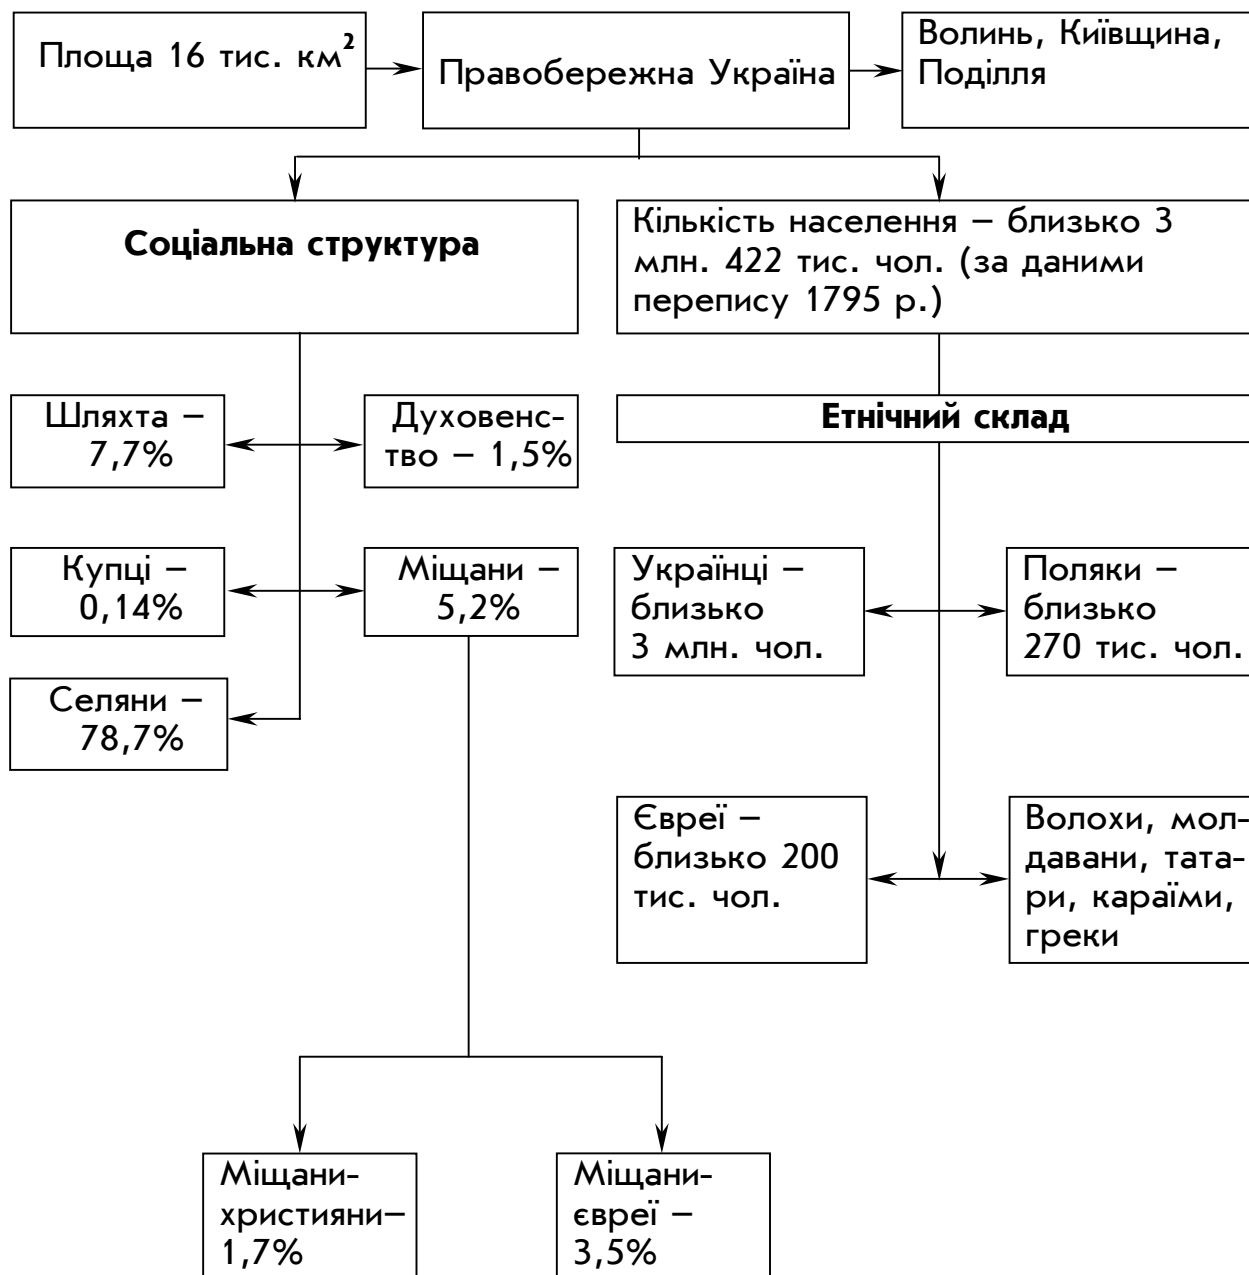 Площа 16 тис. км²
Правобережна Україна
Волинь, Київщина,
Поділля
Соціальна структура
Кількість населення – близько 3
млн. 422 тис. чол. (за даними
перепису 1795 р.)
Шляхта –
7,7%
Духовенс-
тво – 1,5%
Етнічний склад
Купці –
0,14%
Міщани –
5,2%
Українці –
близько
3 млн. чол.
Поляки –
близько
270 тис. чол.
Селяни –
78,7%
Євреї –
близько 200
тис. чол.
Волохи, мол-
давани, тата-
ри, караїми,
греки
Міщани-
християни–
1,7%
Міщани-
євреї –
3,5%